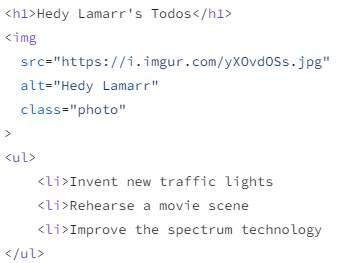 <h1>Hedy Lamarr's Todos</h1>
<img
  src="https://i.imgur.com/yXOvdOSs.jpg"
  alt="Hedy Lamarr"
  class="photo"
>
<ul>
    <li>Invent new traffic lights
    <li>Rehearse a movie scene
    <li>Improve the spectrum technology
</ul>